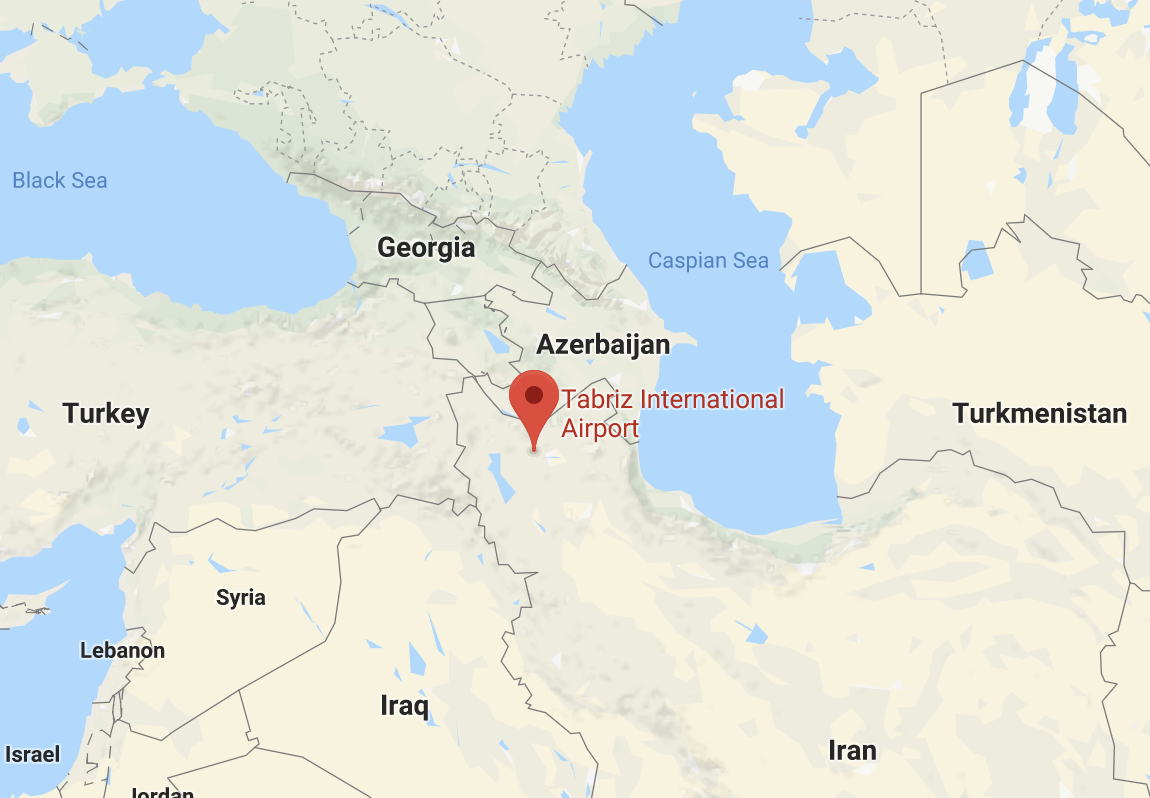 Black Sea
Georgia
Caspian Sea
Azerbaijan
Tabriz International
Airport
Turkey
Turkmenistan
Syria
Lebanon
Iraq
Israel
Iran
Jordan